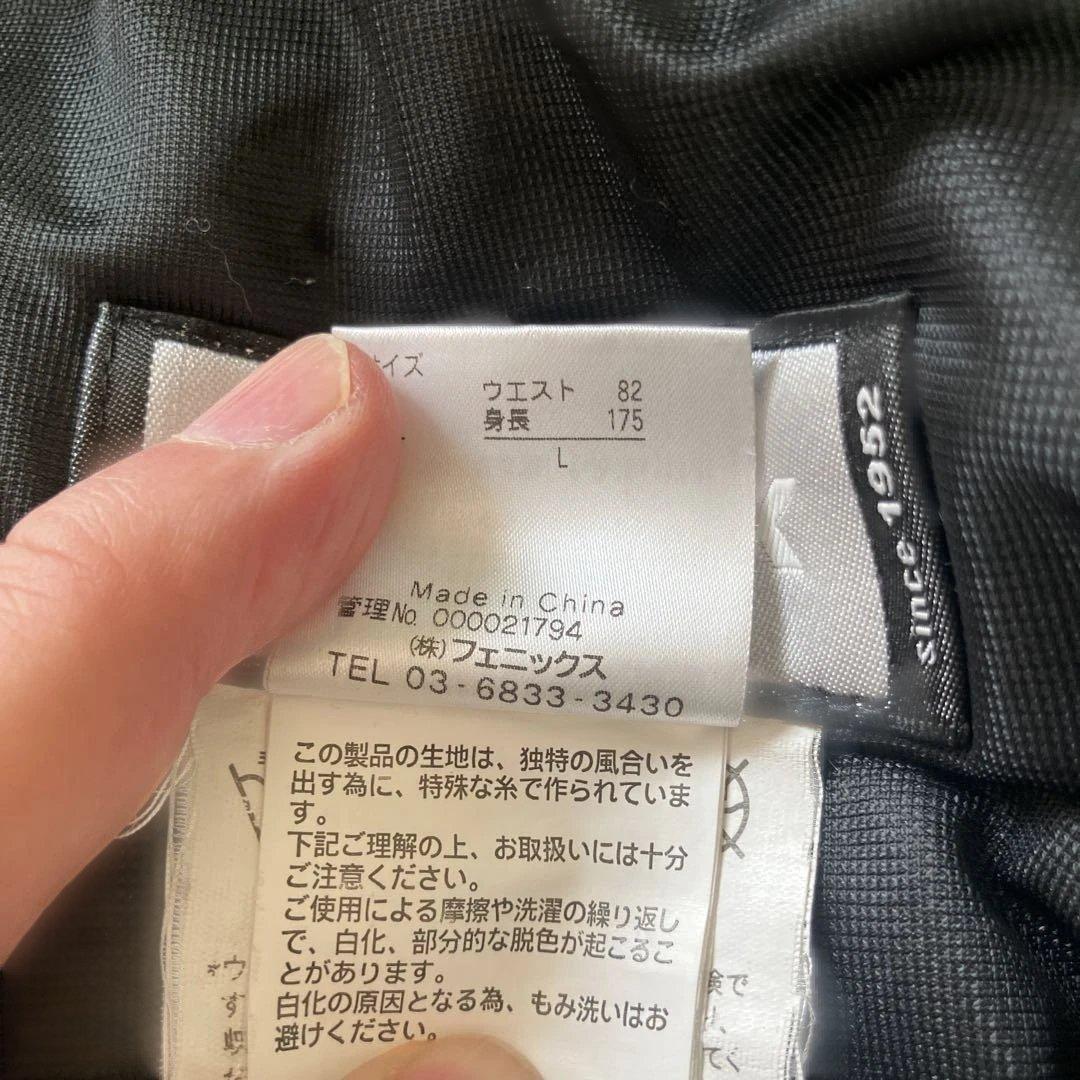 サイズ
ウエスト 82
身長 175
L
Made in China
管理No. 000021794
(株)フェニックス
TEL 03-6833-3430
since 1952
この製品の生地は、独特の風合いを
出す為に、特殊な糸で作られていま
す。
下記ご理解の上、お取扱いには十分
ご注意ください。
ご使用による摩擦や洗濯の繰り返し
で、白化、部分的な脱色が起こるこ
とがあります。
白化の原因となる為、もみ洗いはお
避けください。